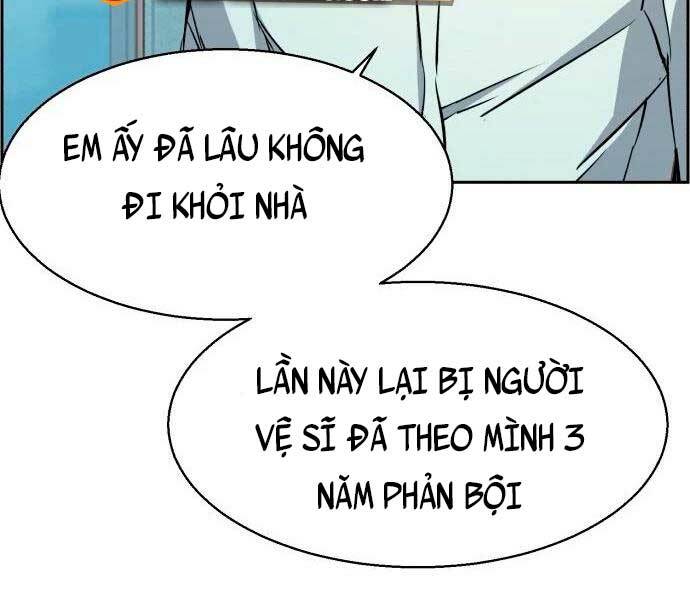 EM ẤY ĐÃ LÂU KHÔNG
ĐI KHỎI NHÀ
LẦN NÀY LẠI BỊ NGƯỜI
VỆ SĨ ĐÃ THEO MÌNH 3
NĂM PHẢN BỘI